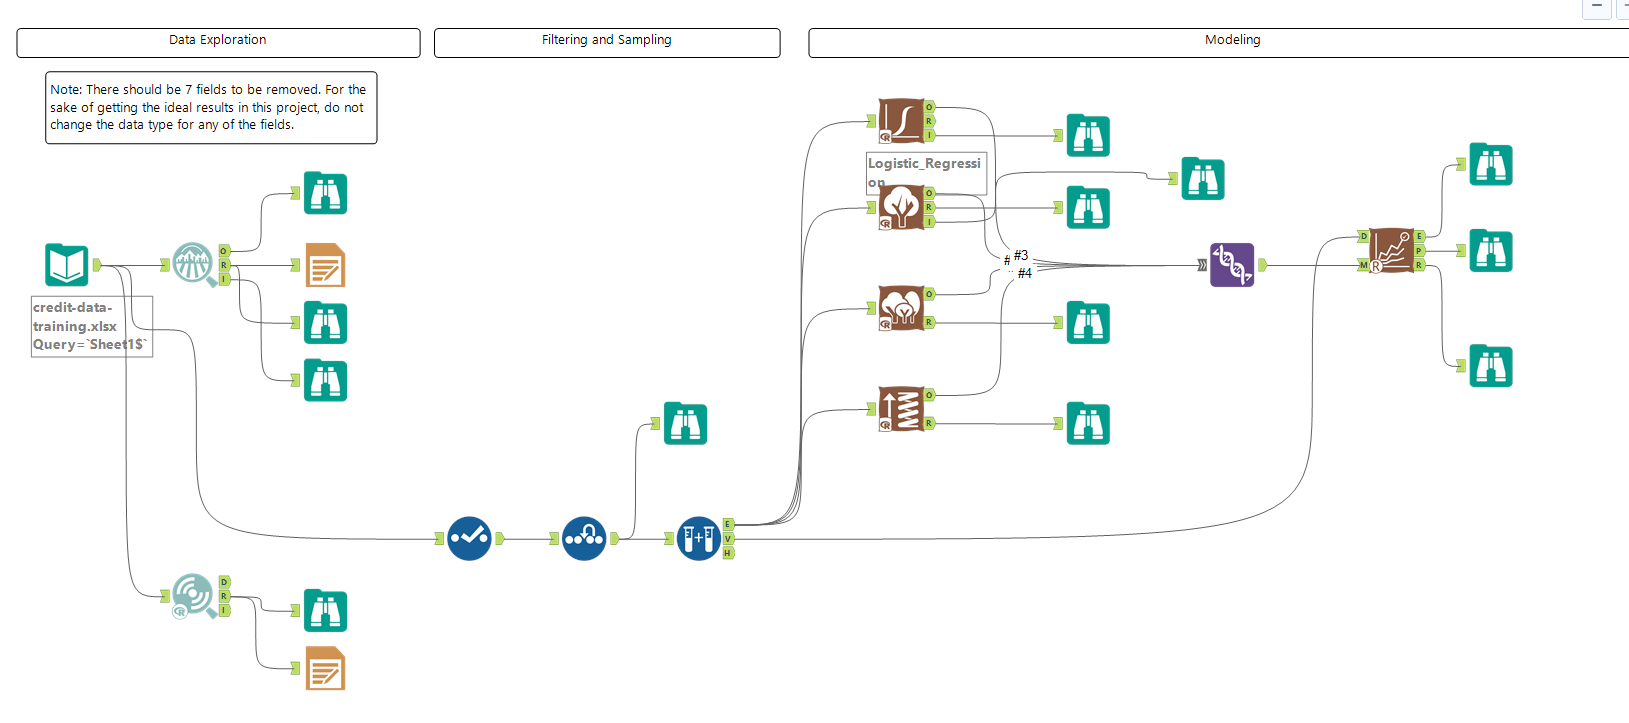 Data Exploration
Filtering and Sampling
Modeling
Note: There should be 7 fields to be removed. For the
sake of getting the ideal results in this project, do not
change the data type for any of the fields.
credit-data-
training.xlsx
Query=`Sheet1$`
O
R
I
D
R
I
E
V
H
O
R
I
Logistic_Regressi
on
O
R
I
O
R
O
R
#3
#
#4
D
M
R
E
P
R